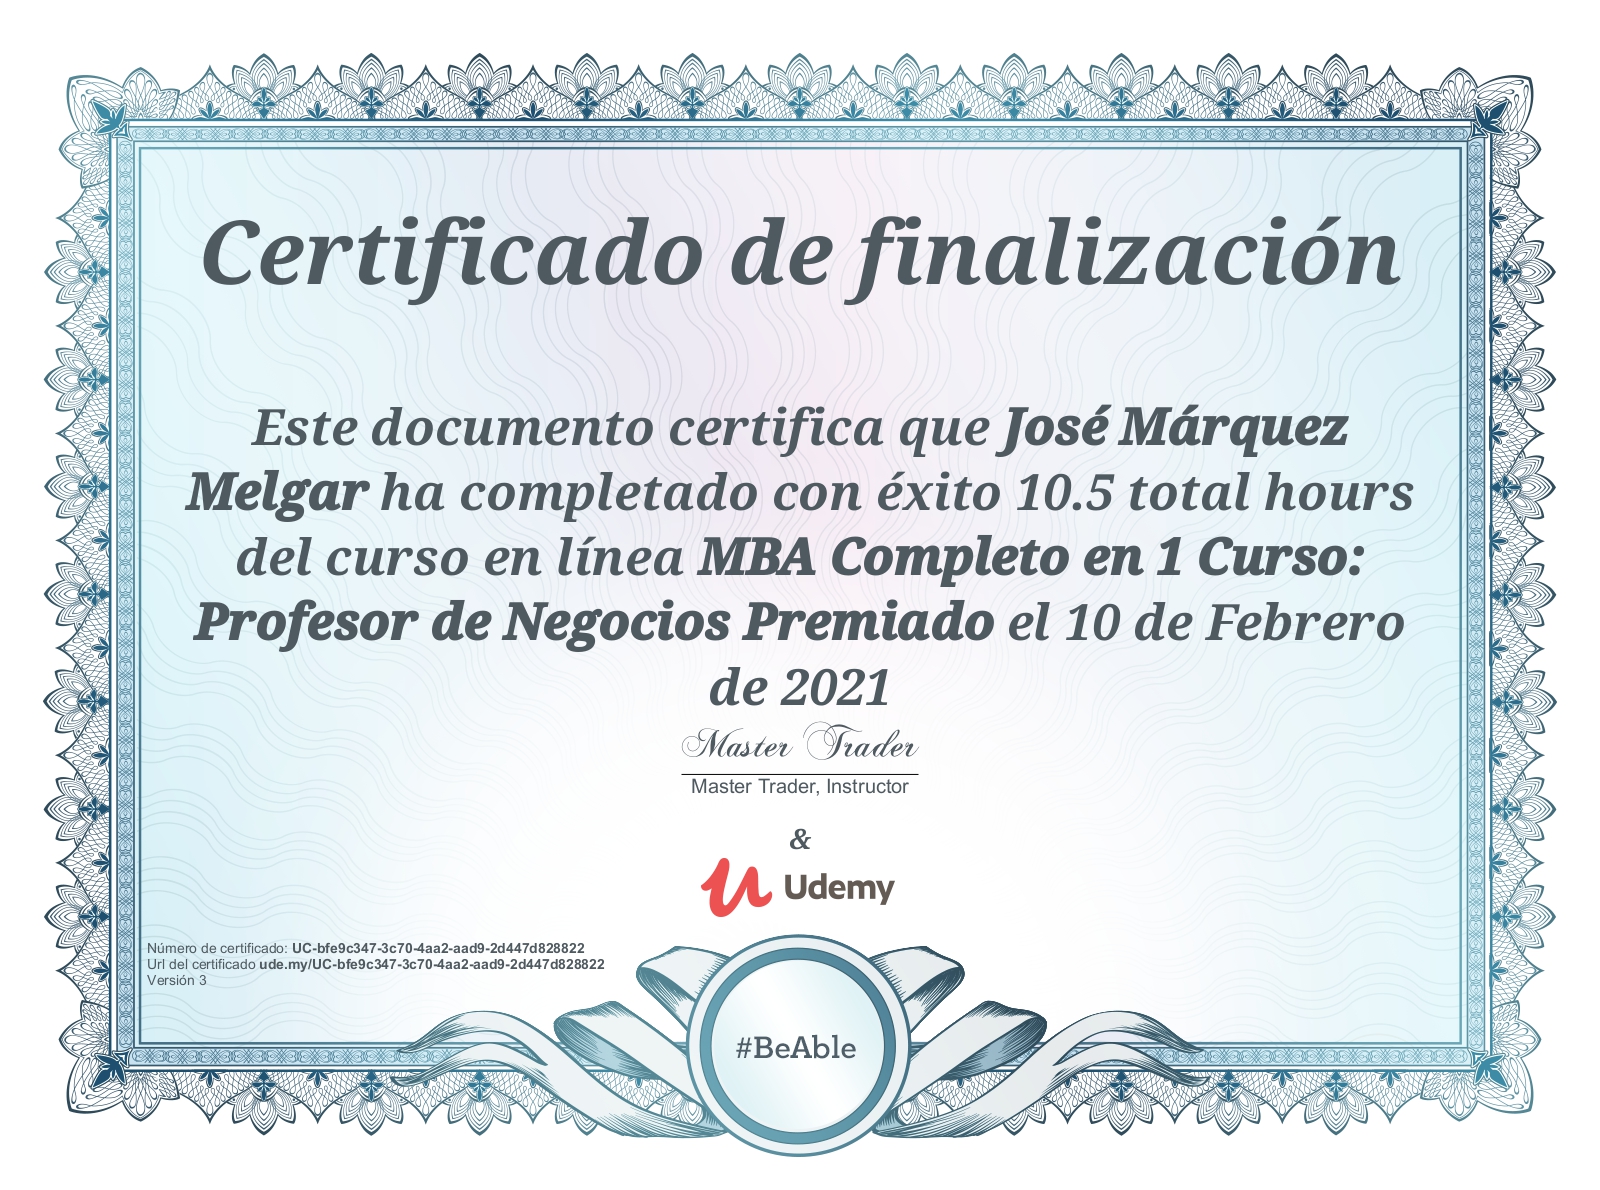 Certificado de finalización
Este documento certifica que José Márquez
Melgar ha completado con éxito 10.5 total hours
del curso en línea MBA Completo en 1 Curso:
Profesor de Negocios Premiado el 10 de Febrero
de 2021
Master Trader
Master Trader, Instructor
&
Udemy
Número de certificado: UC-bfe9c347-3c70-4aa2-aad9-2d447d828822
Url del certificado ude.my/UC-bfe9c347-3c70-4aa2-aad9-2d447d828822
Versión 3
#BeAble